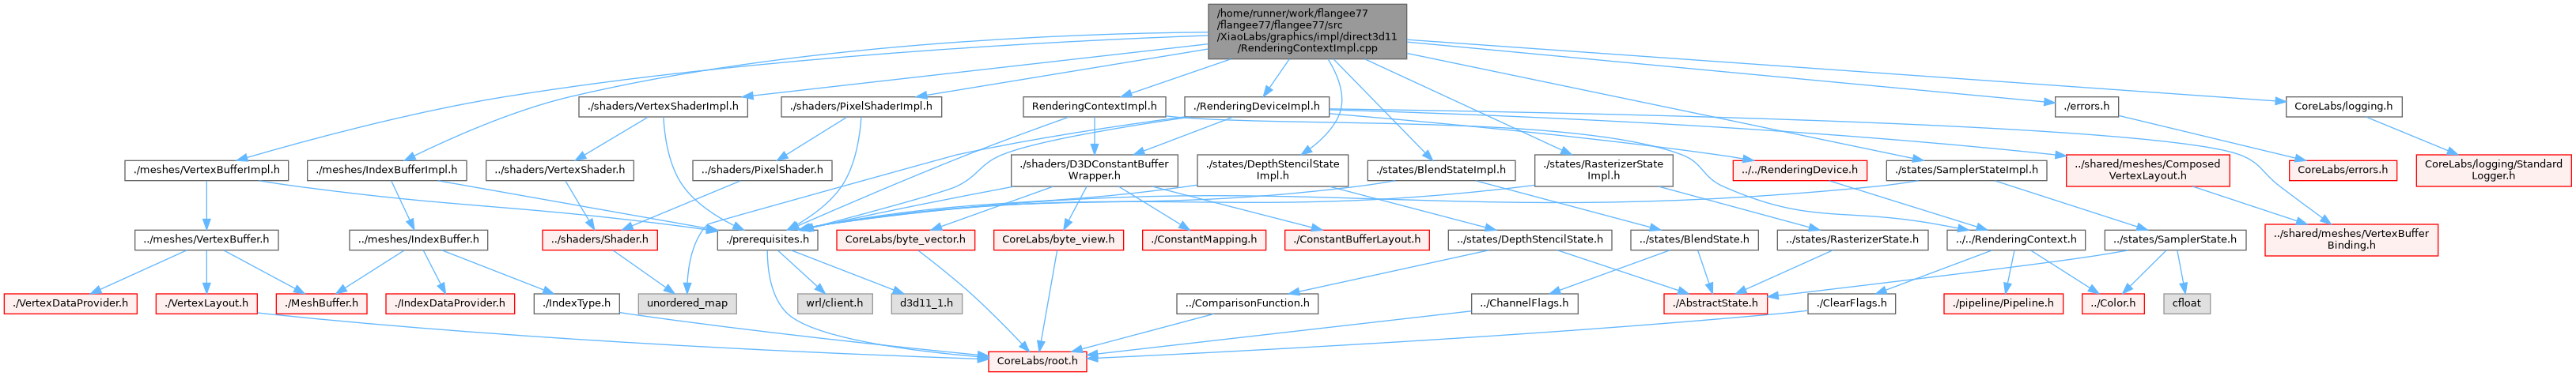 /home/runner/work/flangee77
/flangee77/flangee77/src
/XiaoLabs/graphics/impl/direct3d11
/RenderingContextImpl.cpp
./shaders/VertexShaderImpl.h
./shaders/PixelShaderImpl.h
RenderingContextImpl.h
./RenderingDeviceImpl.h
./errors.h
CoreLabs/logging.h
./meshes/VertexBufferImpl.h
./meshes/IndexBufferImpl.h
../shaders/VertexShader.h
../shaders/PixelShader.h
./shaders/D3DConstantBuffer
Wrapper.h
./states/DepthStencilState
Impl.h
./states/BlendStateImpl.h
./states/RasterizerState
Impl.h
../../RenderingDevice.h
./states/SamplerStateImpl.h
../shared/meshes/Composed
VertexLayout.h
CoreLabs/errors.h
CoreLabs/logging/Standard
Logger.h
../meshes/VertexBuffer.h
../meshes/IndexBuffer.h
../shaders/Shader.h
./prerequisites.h
CoreLabs/byte_vector.h
CoreLabs/byte_view.h
./ConstantMapping.h
./ConstantBufferLayout.h
../states/DepthStencilState.h
../states/BlendState.h
../states/RasterizerState.h
../../RenderingContext.h
../states/SamplerState.h
../shared/meshes/VertexBuffer
Binding.h
./VertexDataProvider.h
./VertexLayout.h
./MeshBuffer.h
./IndexDataProvider.h
./IndexType.h
unordered_map
wrl/client.h
d3d11_1.h
../ComparisonFunction.h
../ChannelFlags.h
./AbstractState.h
./ClearFlags.h
./pipeline/Pipeline.h
../Color.h
cfloat
CoreLabs/root.h